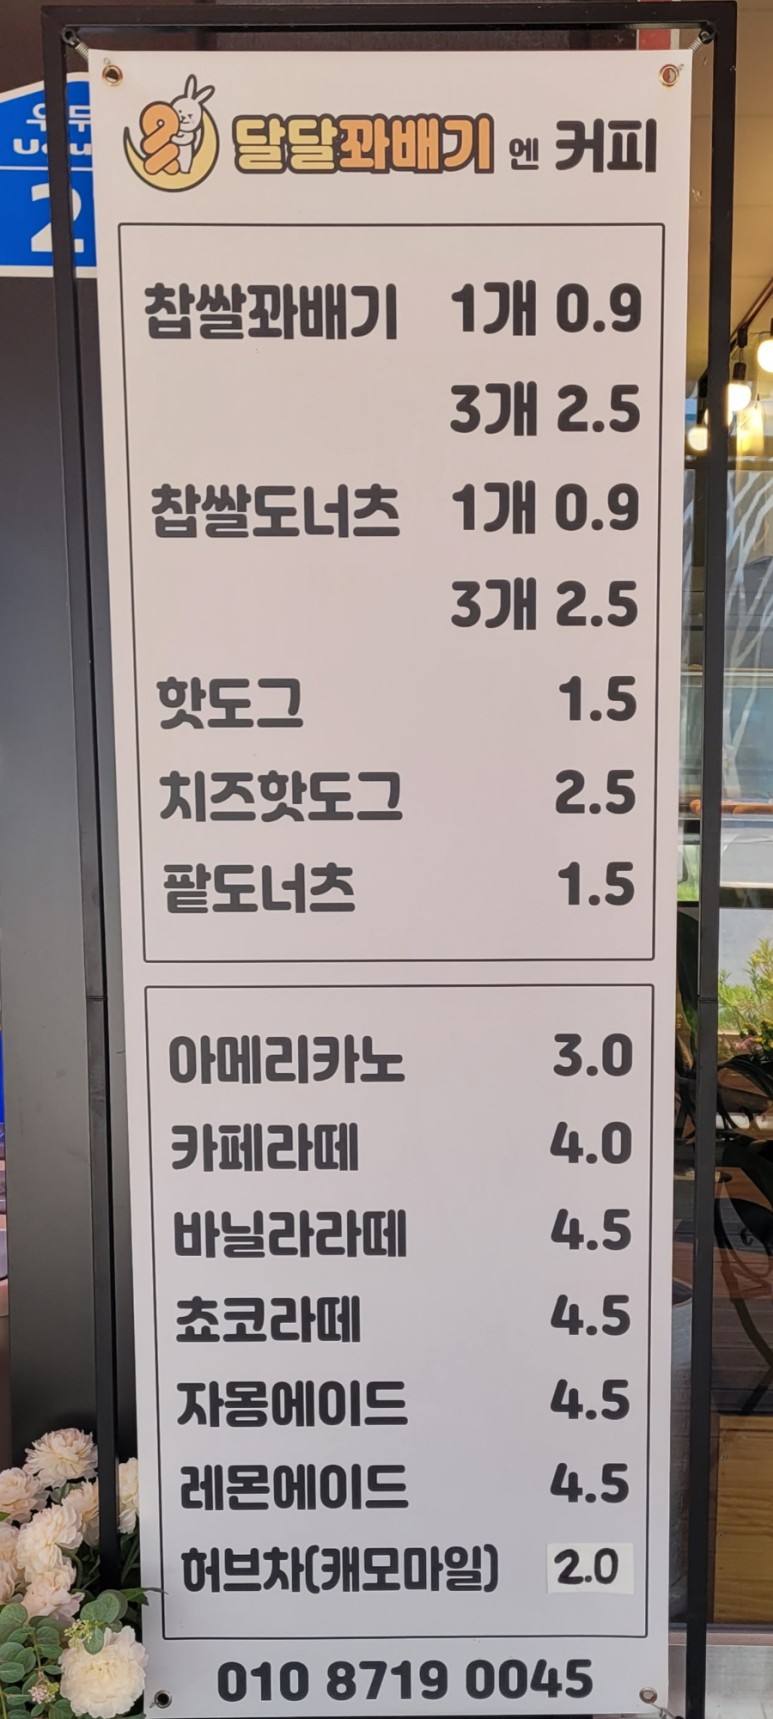 달달꽈배기 엔 커피
찹쌀꽈배기 1개 0.9
3개 2.5
찹쌀도너츠 1개 0.9
3개 2.5
핫도그 1.5
치즈핫도그 2.5
팥도너츠 1.5
아메리카노 3.0
카페라떼 4.0
바닐라라떼 4.5
쵸코라떼 4.5
자몽에이드 4.5
레몬에이드 4.5
허브차(캐모마일) 2.0
010 8719 0045
2